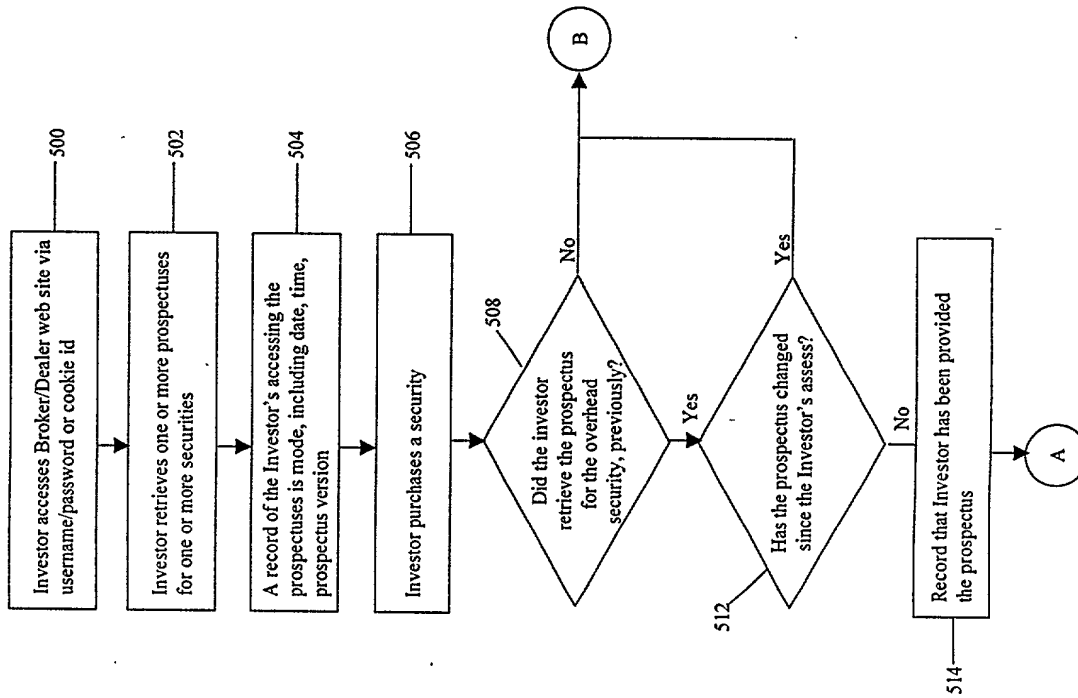 Investor accesses Broker/Dealer web site via
username/password or cookie id
500
Investor retrieves one or more prospectuses
for one or more securities
502
A record of the Investor's accessing the
prospectuses is mode, including date, time,
prospectus version
504
Investor purchases a security
506
Did the investor
retrieve the prospectus
for the overhead
security, previously?
508
No
B
Yes
Has the prospectus changed
since the Investor's assess?
512
Yes
No
Record that Investor has been provided
the prospectus
514
A